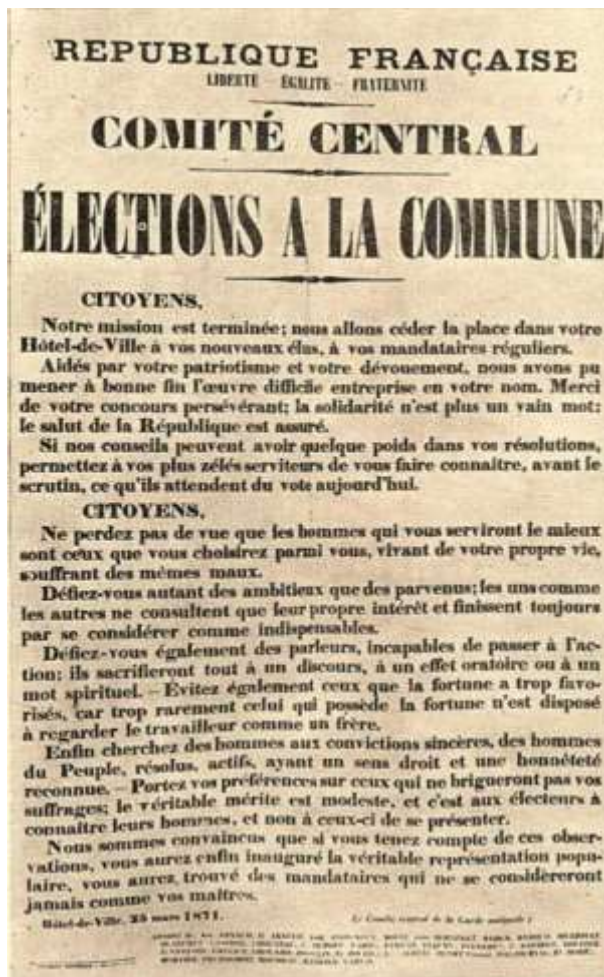 REPUBLIQUE FRANÇAISE
LIBERTE – ÉGALITE – FRATERNITE
COMITÉ CENTRAL
ÉLECTIONS A LA COMMUNE
CITOYENS,
Notre mission est terminée; nous allons céder la place dans votre
Hôtel-de-Ville à vos nouveaux élus, à vos mandataires réguliers.
Aidés par votre patriotisme et votre dévouement, nous avons pu
mener à bonne fin l'œuvre difficile entreprise en votre nom. Merci
de votre concours persévérant; la solidarité n'est plus un vain mot:
le salut de la République est assuré.
Si nos conseils peuvent avoir quelque poids dans vos résolutions,
permettez à vos plus zélés serviteurs de vous faire connaitre, avant le
scrutin, ce qu'ils attendent du vote aujourd'hui.
CITOYENS,
Ne perdez pas de vue que les hommes qui vous serviront le mieux
sont ceux que vous choisirez parmi vous, vivant de votre propre vie,
souffrant des mêmes maux.
Défiez-vous autant des ambitieux que des parvenus; les uns comme
les autres ne consultent que leur propre intérêt et finissent toujours
par se considérer comme indispensables.
Défiez-vous également des parleurs, incapables de passer à l'ac-
tion; ils sacrifieront tout à un discours, à un effet oratoire ou à un
mot spirituel. – Évitez également ceux que la fortune a trop favo-
risés, car trop rarement celui qui possède la fortune n'est disposé
à regarder le travailleur comme un frère.
Enfin cherchez des hommes aux convictions sincères, des hommes
du Peuple, résolus, actifs, ayant un sens droit et une honnêteté
reconnue. – Portez vos préférences sur ceux qui ne brigueront pas vos
suffrages; le véritable mérite est modeste, et c'est aux électeurs à
connaitre leurs hommes, et non à ceux-ci de se présenter.
Nous sommes convaincus que si vous tenez compte de ces obser-
vations, vous aurez enfin inauguré la véritable représentation popu-
laire, vous aurez trouvé des mandataires qui ne se considèreront
jamais comme vos maîtres.
Hôtel-de-Ville, 25 mars 1871.
Le Comité central de la Garde nationale :